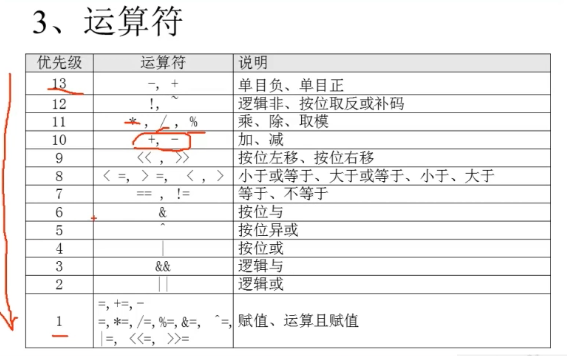 3、运算符
优先级 运算符 说明
13 -, + 单目负、单目正
12 !, ~ 逻辑非、按位取反或补码
11 *, /, % 乘、除、取模
10 +, - 加、减
9 <<, >> 按位左移、按位右移
8 < =, > =, <, > 小于或等于、大于或等于、小于、大于
7 ==, != 等于、不等于
6 & 按位与
5 ^ 按位异或
4 | 按位或
3 && 逻辑与
2 || 逻辑或
=,+=,-
1 =,*=,/=,%=,&=, ^=, 赋值、运算且赋值
|=, <<=, >>=